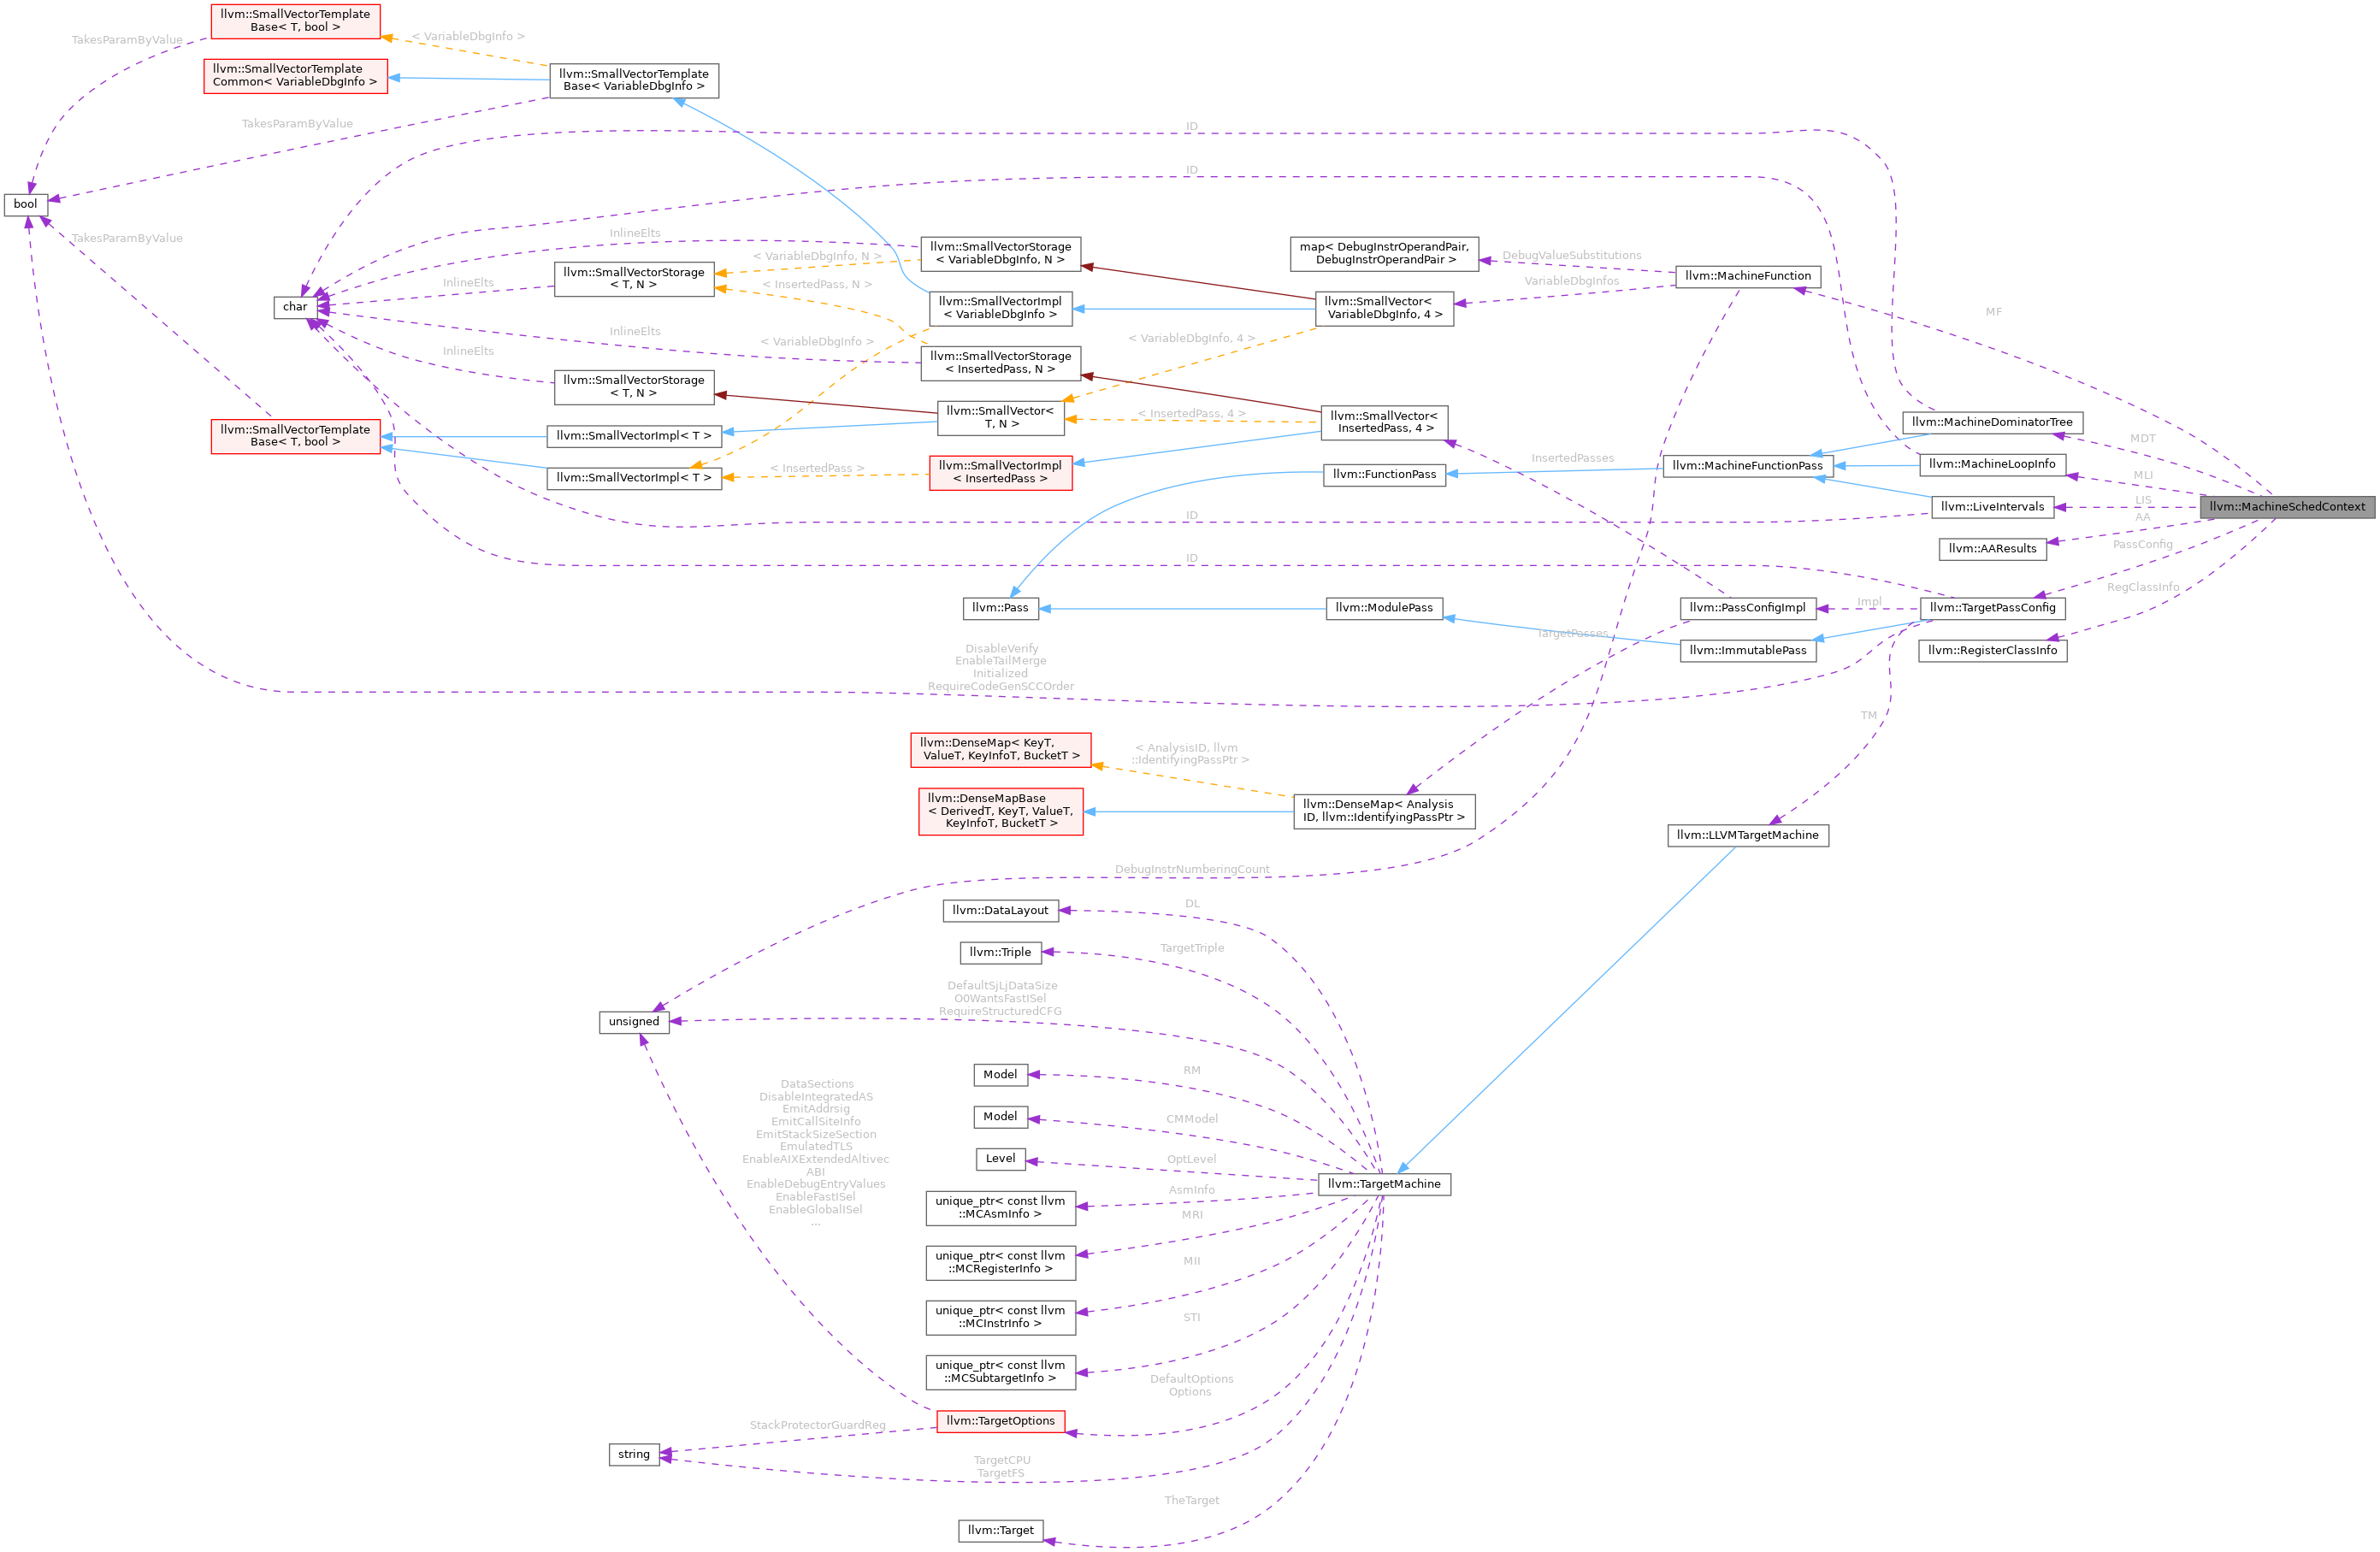 llvm::SmallVectorTemplate
Base< T, bool >
TakesParamByValue
< VariableDbgInfo >
llvm::SmallVectorTemplate
Common< VariableDbgInfo >
llvm::SmallVectorTemplate
Base< VariableDbgInfo >
TakesParamByValue
ID
ID
bool
TakesParamByValue
InlineElts
llvm::SmallVectorStorage
< VariableDbgInfo, N >
map< DebugInstrOperandPair,
DebugInstrOperandPair >
DebugValueSubstitutions
< VariableDbgInfo, N >
llvm::SmallVectorStorage
< T, N >
InlineElts
< InsertedPass, N >
llvm::MachineFunction
VariableDbgInfos
char
llvm::SmallVectorImpl
< VariableDbgInfo >
llvm::SmallVector<
VariableDbgInfo, 4 >
MF
InlineElts
< VariableDbgInfo >
< VariableDbgInfo, 4 >
InlineElts
llvm::SmallVectorStorage
< InsertedPass, N >
llvm::SmallVectorStorage
< T, N >
llvm::SmallVector<
T, N >
< InsertedPass, 4 >
llvm::SmallVector<
InsertedPass, 4 >
llvm::MachineDominatorTree
llvm::SmallVectorTemplate
Base< T, bool >
llvm::SmallVectorImpl< T >
MDT
InsertedPasses
llvm::MachineFunctionPass
llvm::MachineLoopInfo
llvm::SmallVectorImpl< T >
< InsertedPass >
llvm::SmallVectorImpl
< InsertedPass >
llvm::FunctionPass
MLI
LIS
llvm::LiveIntervals
llvm::MachineSchedContext
ID
AA
llvm::AAResults
PassConfig
ID
RegClassInfo
llvm::Pass
llvm::ModulePass
llvm::PassConfigImpl
Impl
llvm::TargetPassConfig
TargetPasses
DisableVerify
EnableTailMerge
Initialized
RequireCodeGenSCCOrder
llvm::ImmutablePass
llvm::RegisterClassInfo
TM
llvm::DenseMap< KeyT,
ValueT, KeyInfoT, BucketT >
< AnalysisID, llvm
::IdentifyingPassPtr >
llvm::DenseMapBase
< DerivedT, KeyT, ValueT,
KeyInfoT, BucketT >
llvm::DenseMap< Analysis
ID, llvm::IdentifyingPassPtr >
llvm::LLVMTargetMachine
DebugInstrNumberingCount
llvm::DataLayout
DL
llvm::Triple
TargetTriple
DefaultSjLjDataSize
O0WantsFastISel
RequireStructuredCFG
unsigned
Model
RM
Model
CMModel
Level
OptLevel
llvm::TargetMachine
DataSections
DisableIntegratedAS
EmitAddrsig
EmitCallSiteInfo
EmitStackSizeSection
EmulatedTLS
EnableAIXExtendedAltivec
ABI
EnableDebugEntryValues
EnableFastISel
EnableGlobalISel
...
unique_ptr< const llvm
::MCAsmInfo >
AsmInfo
MRI
unique_ptr< const llvm
::MCRegisterInfo >
MII
unique_ptr< const llvm
::MCInstrInfo >
STI
unique_ptr< const llvm
::MCSubtargetInfo >
DefaultOptions
Options
llvm::TargetOptions
StackProtectorGuardReg
string
TargetCPU
TargetFS
TheTarget
llvm::Target